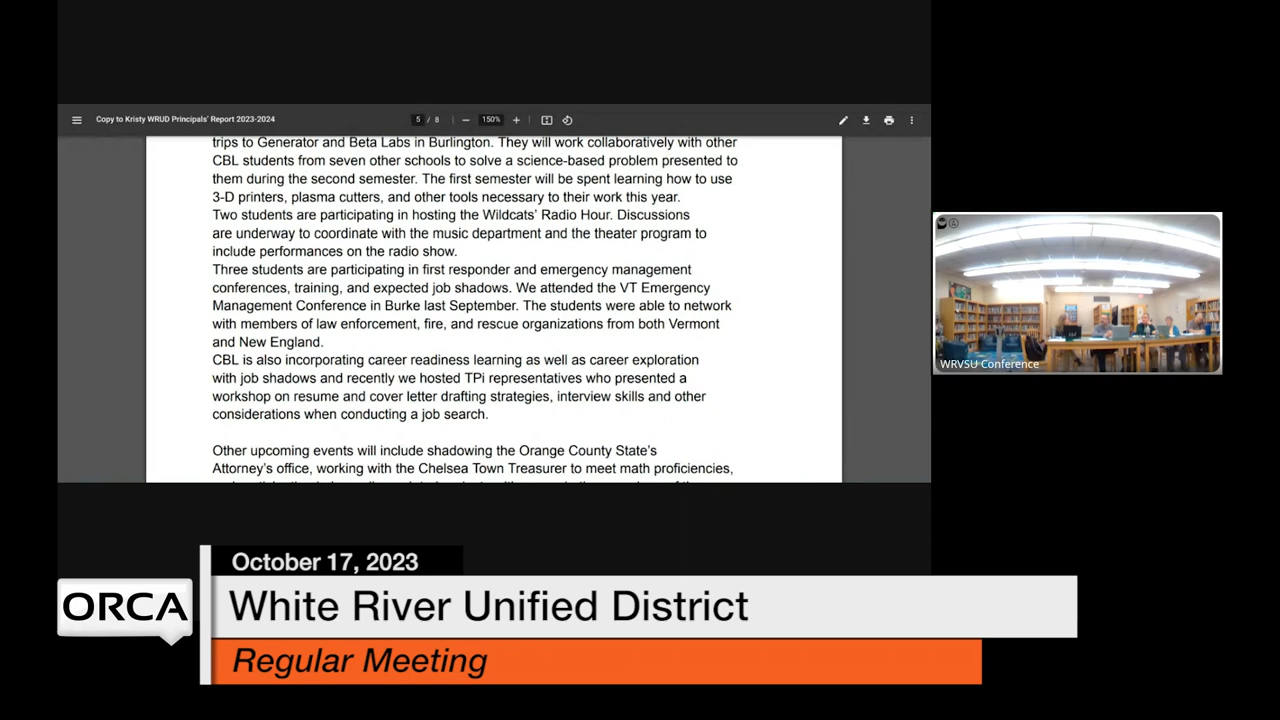 Copy to Kristy WRUD Principals' Report 2023-2024
5 / 8
150%
trips to Generator and Beta Labs in Burlington. They will work collaboratively with other
CBL students from seven other schools to solve a science-based problem presented to
them during the second semester. The first semester will be spent learning how to use
3-D printers, plasma cutters, and other tools necessary to their work this year.
Two students are participating in hosting the Wildcats' Radio Hour. Discussions
are underway to coordinate with the music department and the theater program to
include performances on the radio show.
Three students are participating in first responder and emergency management
conferences, training, and expected job shadows. We attended the VT Emergency
Management Conference in Burke last September. The students were able to network
with members of law enforcement, fire, and rescue organizations from both Vermont
and New England.
CBL is also incorporating career readiness learning as well as career exploration
with job shadows and recently we hosted TPi representatives who presented a
workshop on resume and cover letter drafting strategies, interview skills and other
considerations when conducting a job search.
Other upcoming events will include shadowing the Orange County State's
Attorney's office, working with the Chelsea Town Treasurer to meet math proficiencies,
WRVSU Conference
October 17, 2023
ORCA
White River Unified District
Regular Meeting